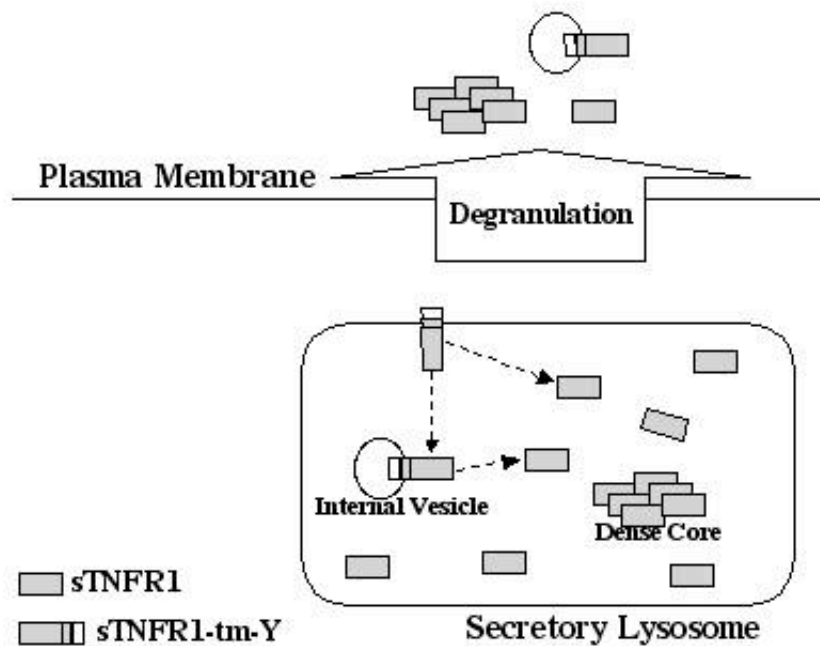 Plasma Membrane
Degranulation
Internal Vesicle
Dense Core
sTNFR1
sTNFR1-tm-Y
Secretory Lysosome